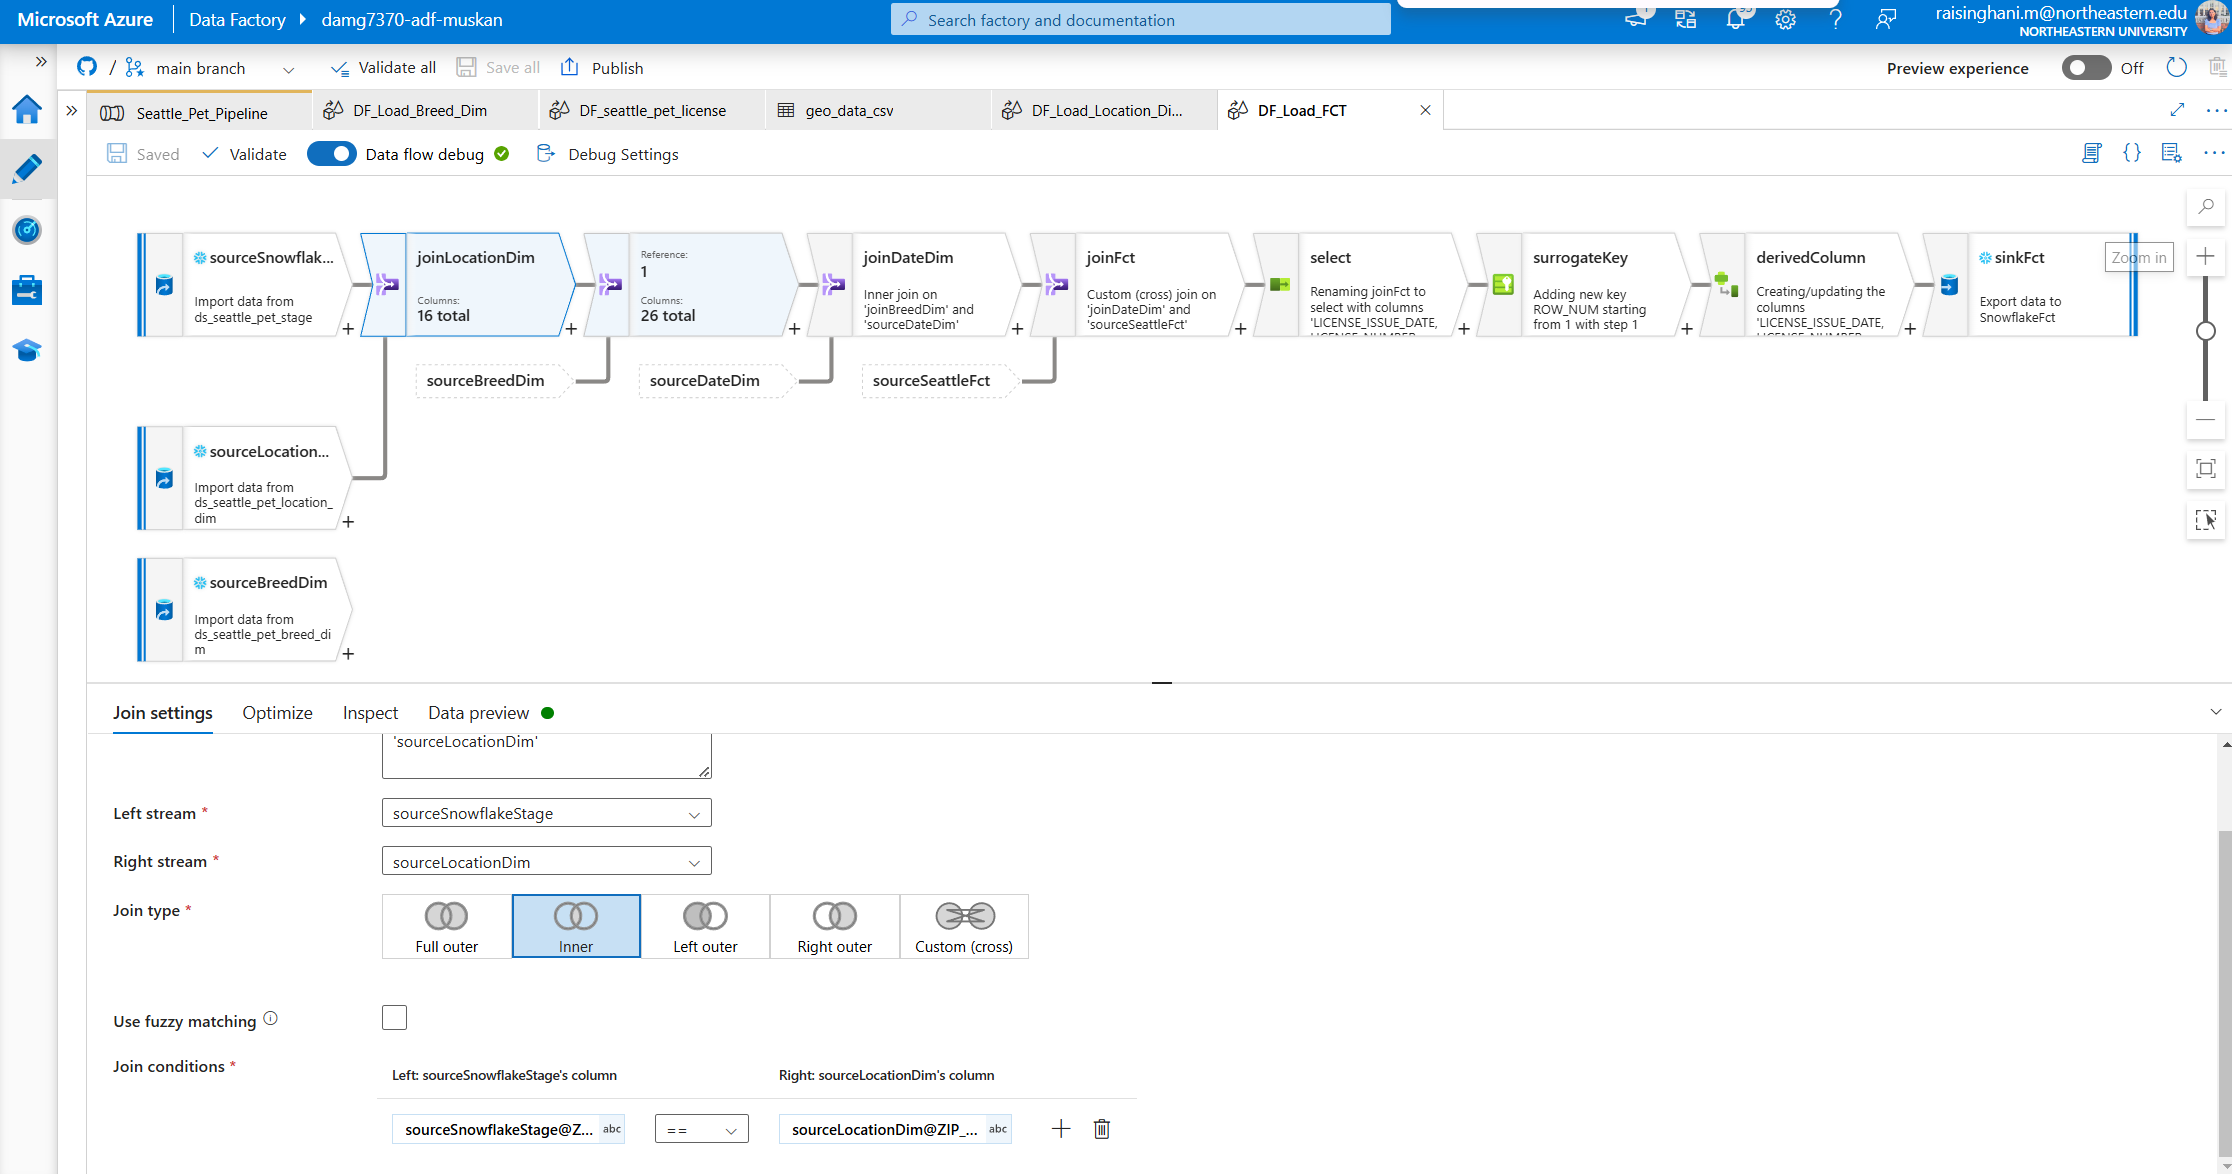 Microsoft Azure
Data Factory
damg7370-adf-muskan
Search factory and documentation
raisinghani.m@northeastern.edu
NORTHEASTERN UNIVERSITY
/
main branch
Validate all
Save all
Publish
Preview experience
Off
Seattle_Pet_Pipeline
DF_Load_Breed_Dim
DF_seattle_pet_license
geo_data_csv
DF_Load_Location_Di...
DF_Load_FCT
Saved
Validate
Data flow debug
Debug Settings
sourceSnowflak...
Import data from
ds_seattle_pet_stage
joinLocationDim
Columns:
16 total
Reference:
1
Columns:
26 total
joinDateDim
Inner join on
'joinBreedDim' and
'sourceDateDim'
joinFct
Custom (cross) join on
'joinDateDim' and
'sourceSeattleFct'
select
Renaming joinFct to
select with columns
'LICENSE_ISSUE_DATE,
surrogateKey
Adding new key
ROW_NUM starting
from 1 with step 1
derivedColumn
Creating/updating the
columns
'LICENSE_ISSUE_DATE,
sinkFct
Export data to
SnowflakeFct
Zoom in
sourceBreedDim
sourceDateDim
sourceSeattleFct
sourceLocation...
Import data from
ds_seattle_pet_location_
dim
sourceBreedDim
Import data from
ds_seattle_pet_breed_di
m
Join settings
Optimize
Inspect
Data preview
'sourceLocationDim'
Left stream *
sourceSnowflakeStage
Right stream *
sourceLocationDim
Join type *
Full outer
Inner
Left outer
Right outer
Custom (cross)
Use fuzzy matching
Join conditions *
Left: sourceSnowflakeStage's column
Right: sourceLocationDim's column
sourceSnowflakeStage@Z... abc
==
sourceLocationDim@ZIP_... abc